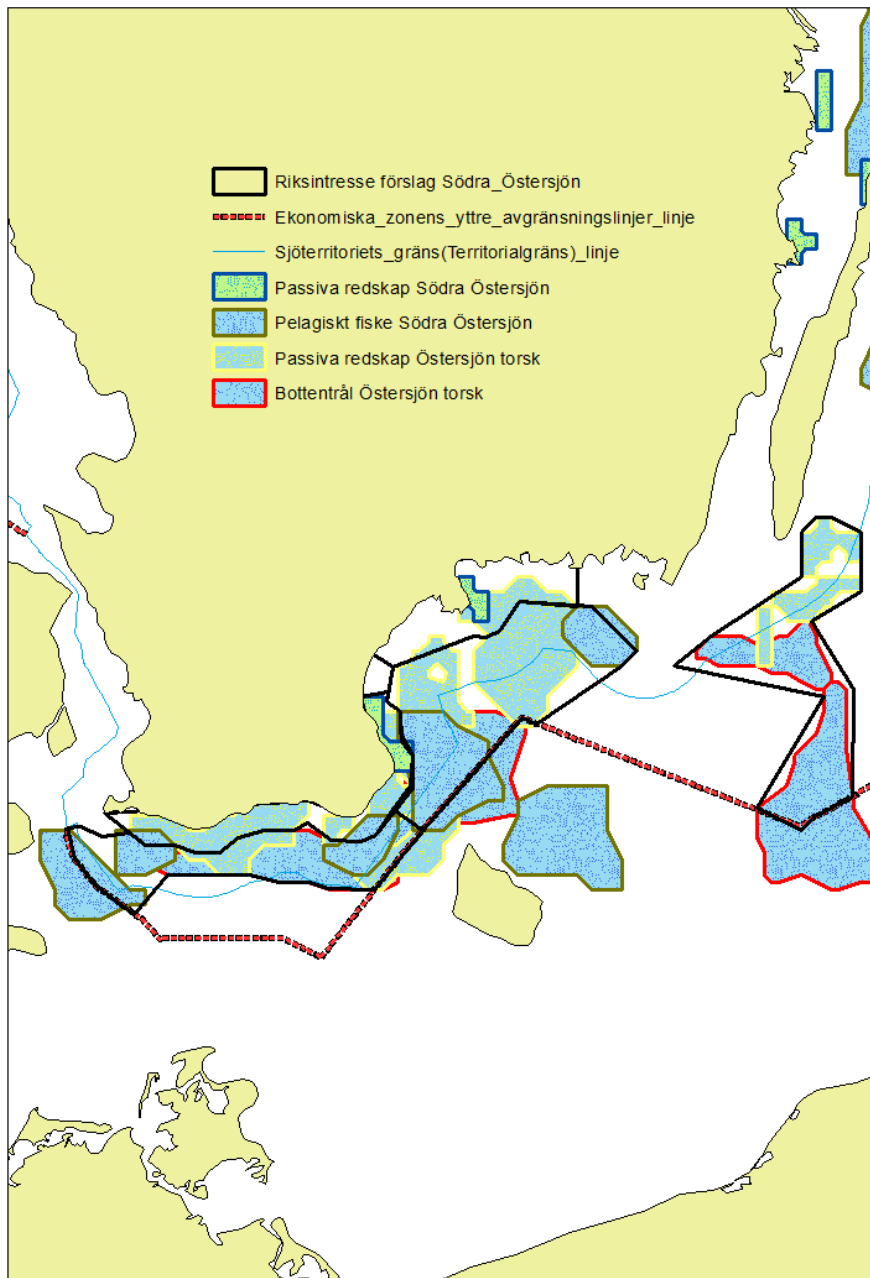 Riksintresse förslag Södra_Östersjön
Ekonomiska_zonens_yttre_avgränsningslinjer_linje
Sjöterritoriets_gräns(Territorialgräns)_linje
Passiva redskap Södra Östersjön
Pelagiskt fiske Södra Östersjön
Passiva redskap Östersjön torsk
Bottentrål Östersjön torsk